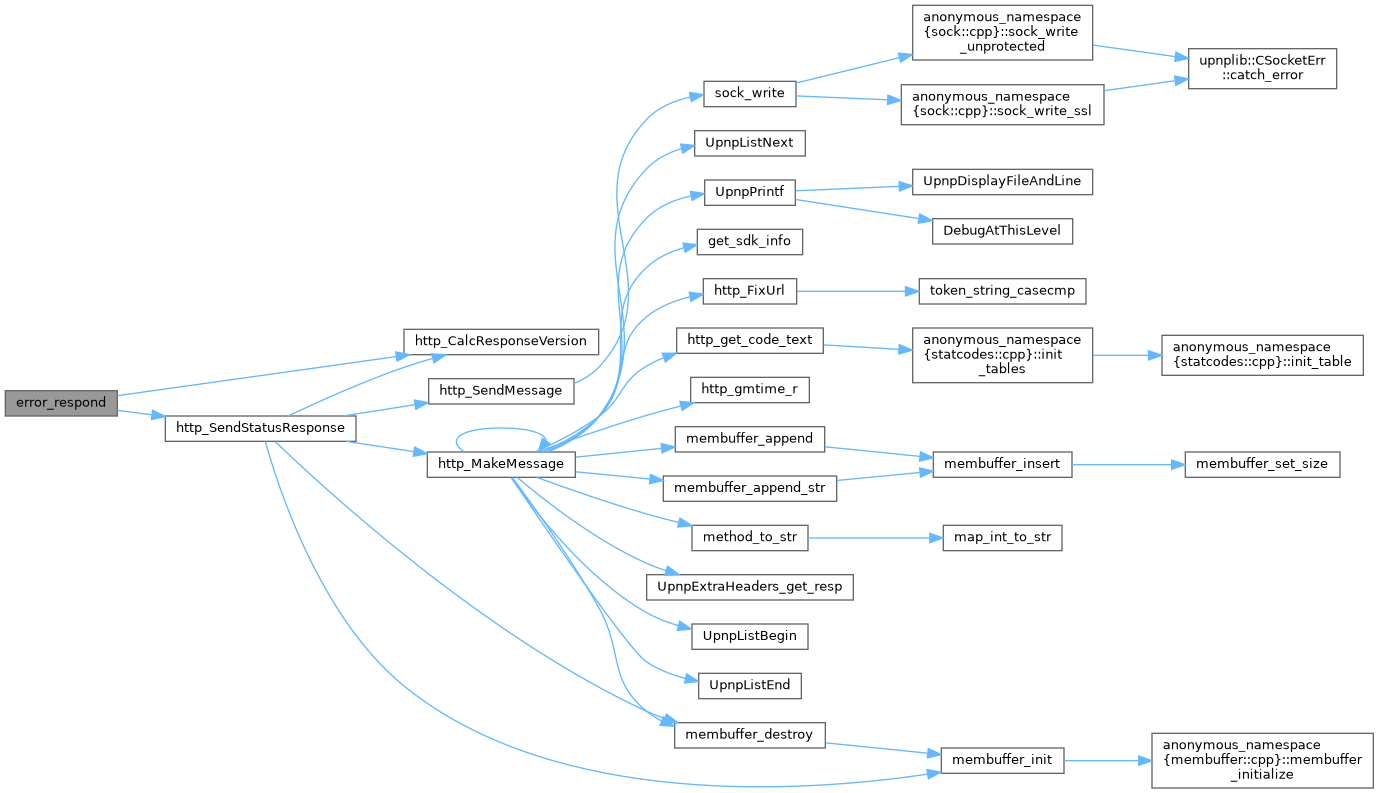 error_respond
http_CalcResponseVersion
http_SendStatusResponse
http_SendMessage
http_MakeMessage
sock_write
UpnpListNext
UpnpPrintf
get_sdk_info
http_FixUrl
http_get_code_text
http_gmtime_r
membuffer_append
membuffer_append_str
method_to_str
UpnpExtraHeaders_get_resp
UpnpListBegin
UpnpListEnd
membuffer_destroy
anonymous_namespace
{sock::cpp}::sock_write
_unprotected
anonymous_namespace
{sock::cpp}::sock_write_ssl
UpnpDisplayFileAndLine
DebugAtThisLevel
token_string_casecmp
anonymous_namespace
{statcodes::cpp}::init
_tables
membuffer_insert
map_int_to_str
membuffer_init
upnplib::CSocketErr
::catch_error
anonymous_namespace
{statcodes::cpp}::init_table
membuffer_set_size
anonymous_namespace
{membuffer::cpp}::membuffer
_initialize